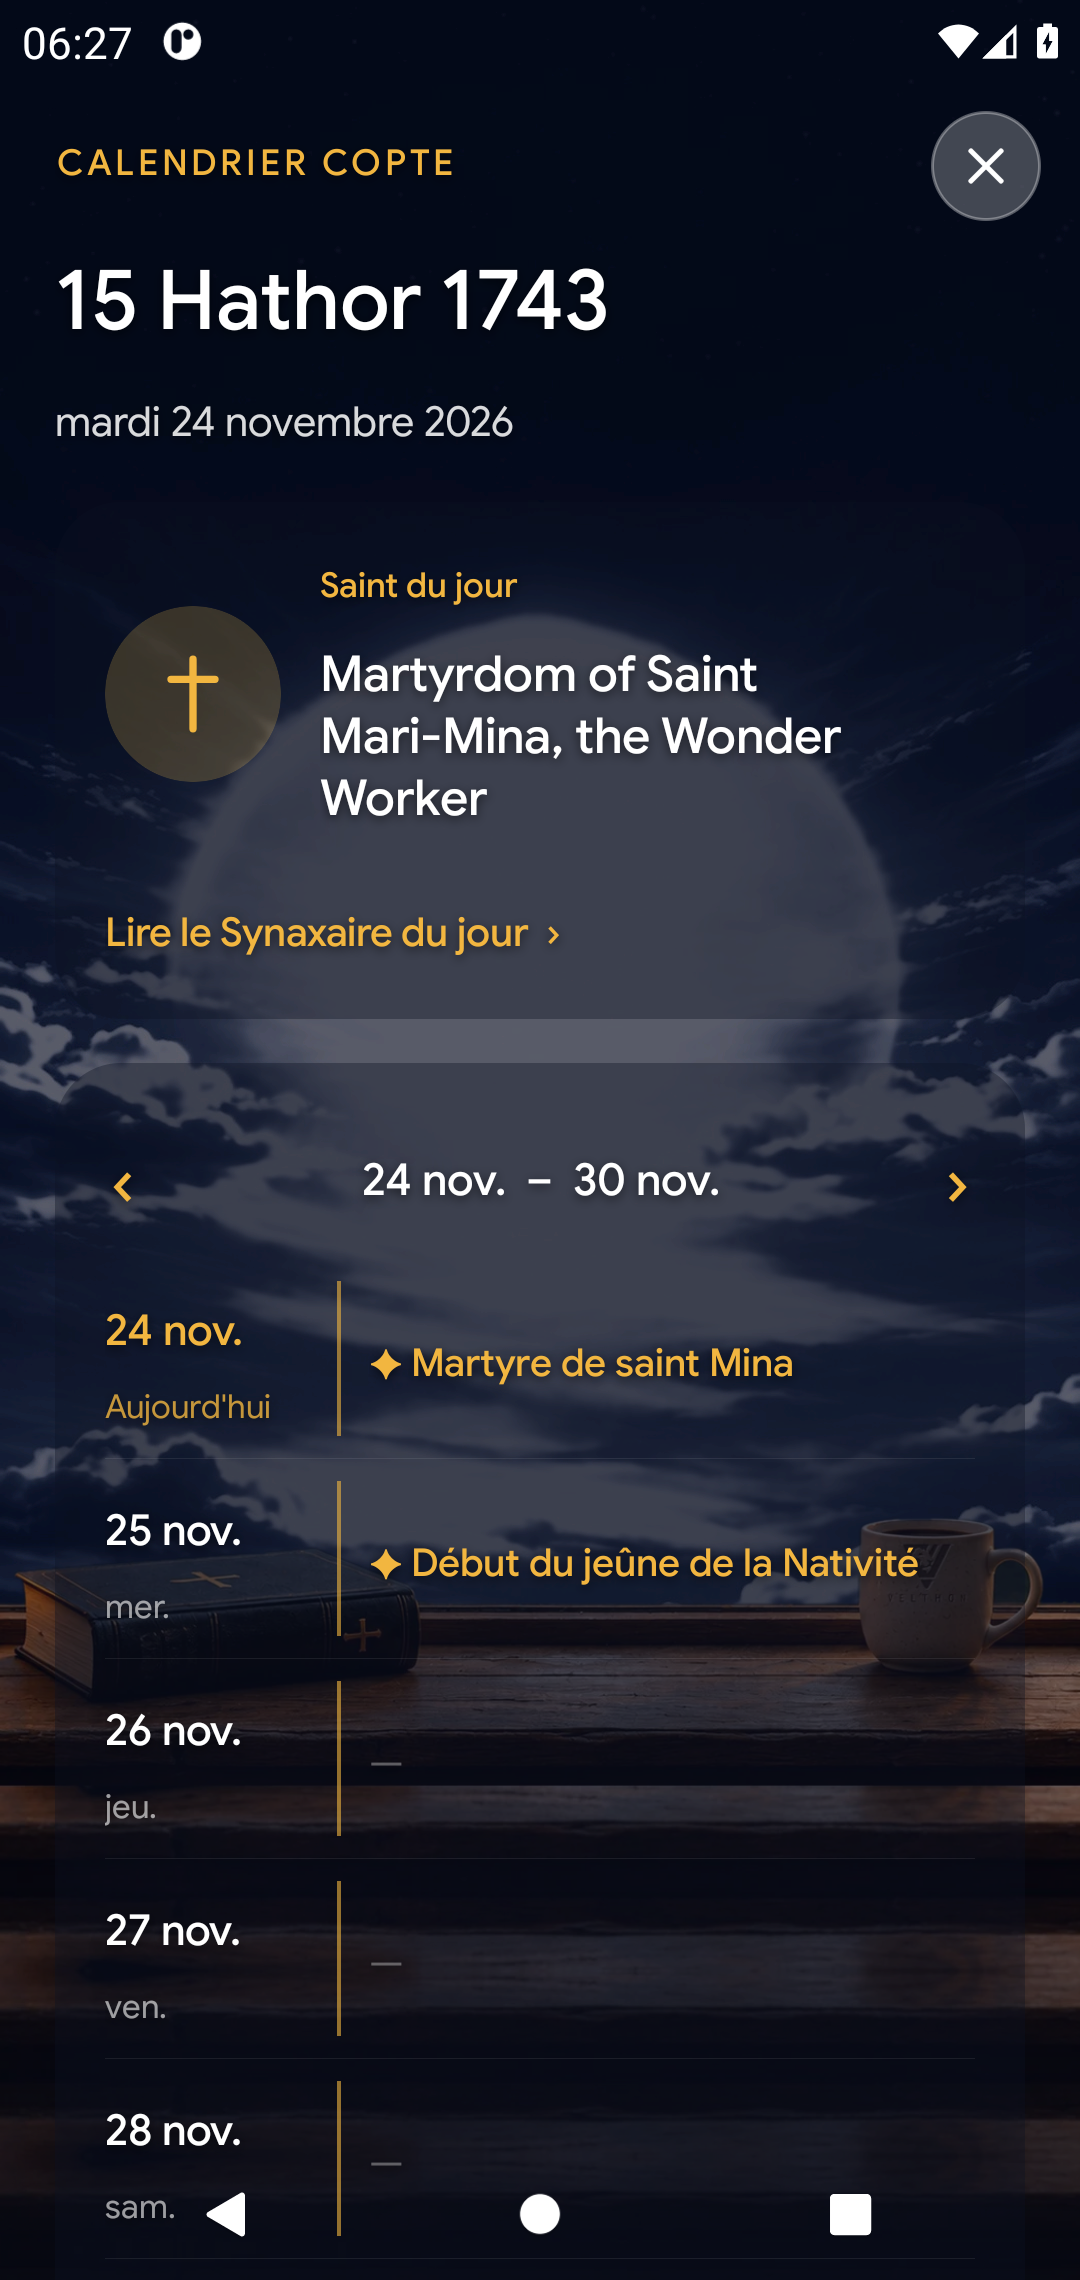 06:27
CALENDRIER COPTE
15 Hathor 1743
mardi 24 novembre 2026
Saint du jour
Martyrdom of Saint
Mari-Mina, the Wonder
Worker
Lire le Synaxaire du jour ›
24 nov. – 30 nov.
24 nov.
Aujourd'hui
Martyre de saint Mina
25 nov.
mer.
Début du jeûne de la Nativité
26 nov.
jeu.
—
27 nov.
ven.
—
28 nov.
sam.
—